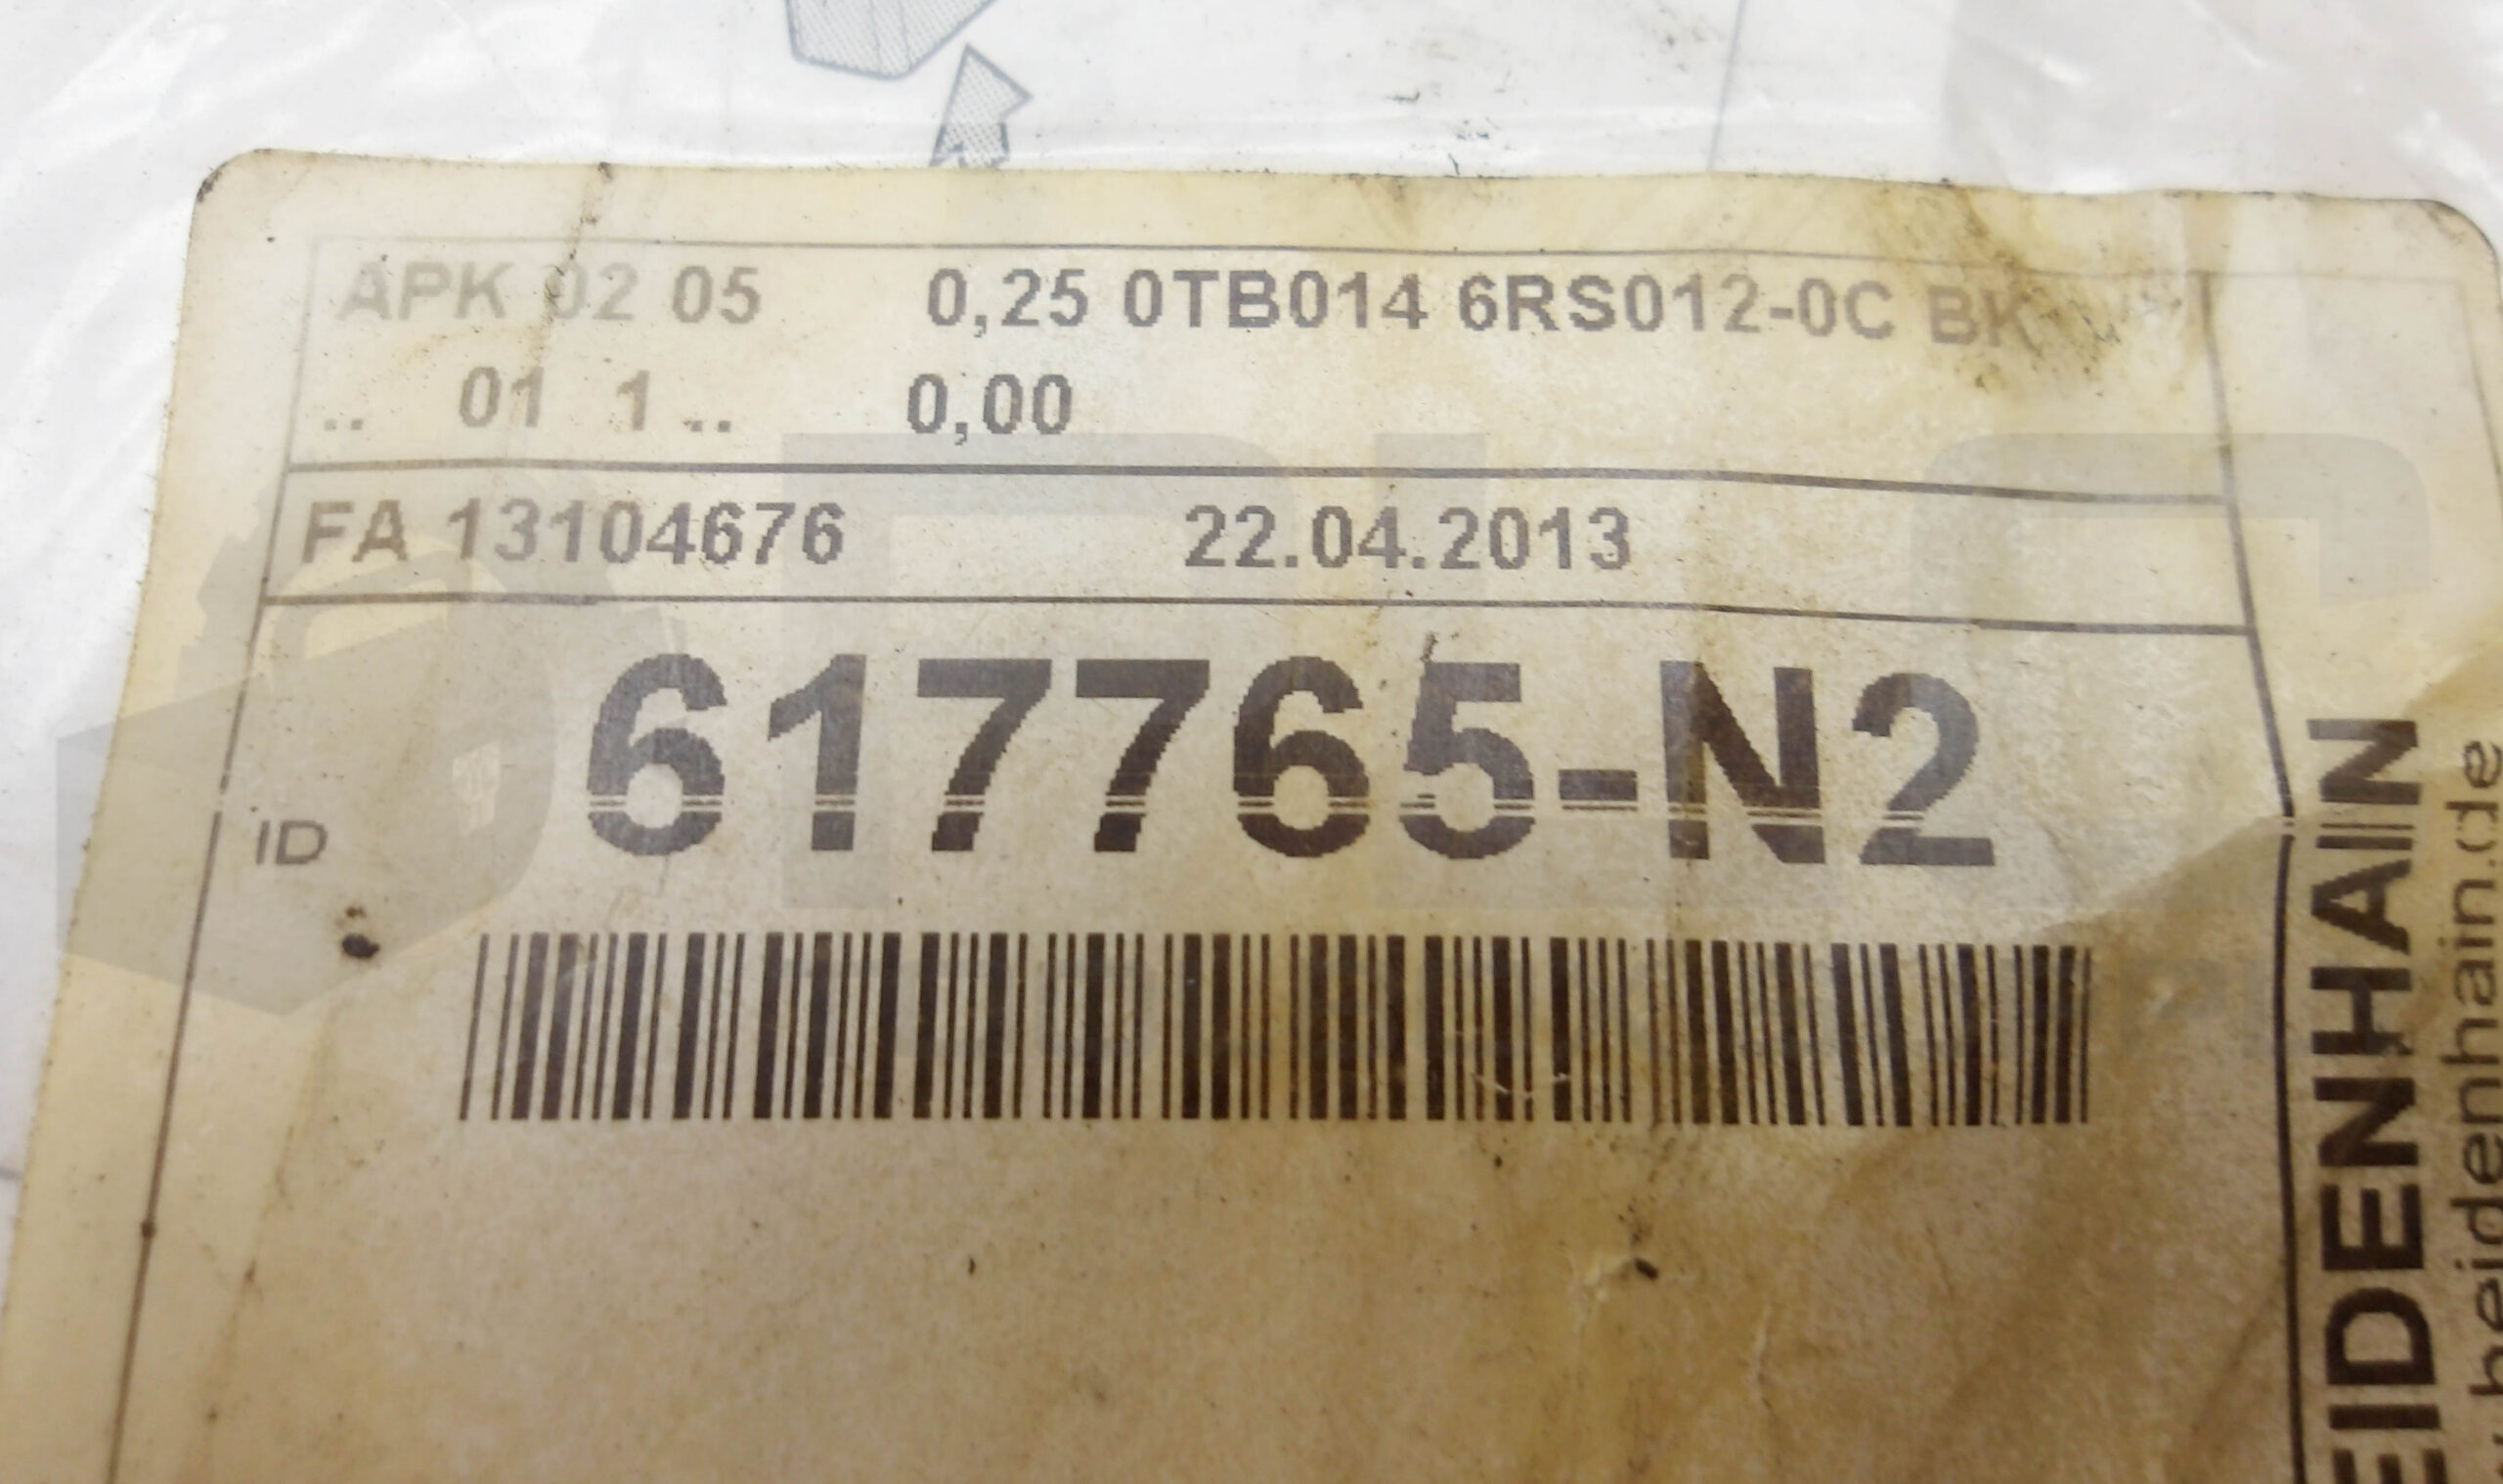 APK 02 05 0,25 0TB014 6RS012-0C BK
.. 01 1 .. 0,00
FA 13104676 22.04.2013
ID 617765-N2
EIDENHAIN
heidenhain.de